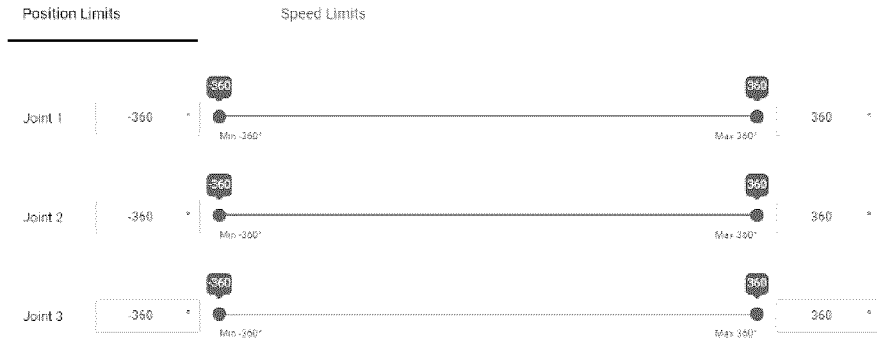 Position Limits Speed Limits
-360 360
Joint 1 -360 ° 360 °
Min -360° Max 360°
-360 360
Joint 2 -360 ° 360 °
Min -360° Max 360°
-360 360
Joint 3 -360 ° 360 °
Min -360° Max 360°